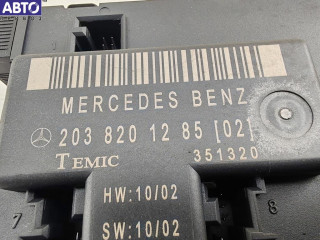 АВТО
MERCEDES BENZ
203 820 12 85 [02]
TEMIC 351320
HW:10/02
7 8
SW:10/02